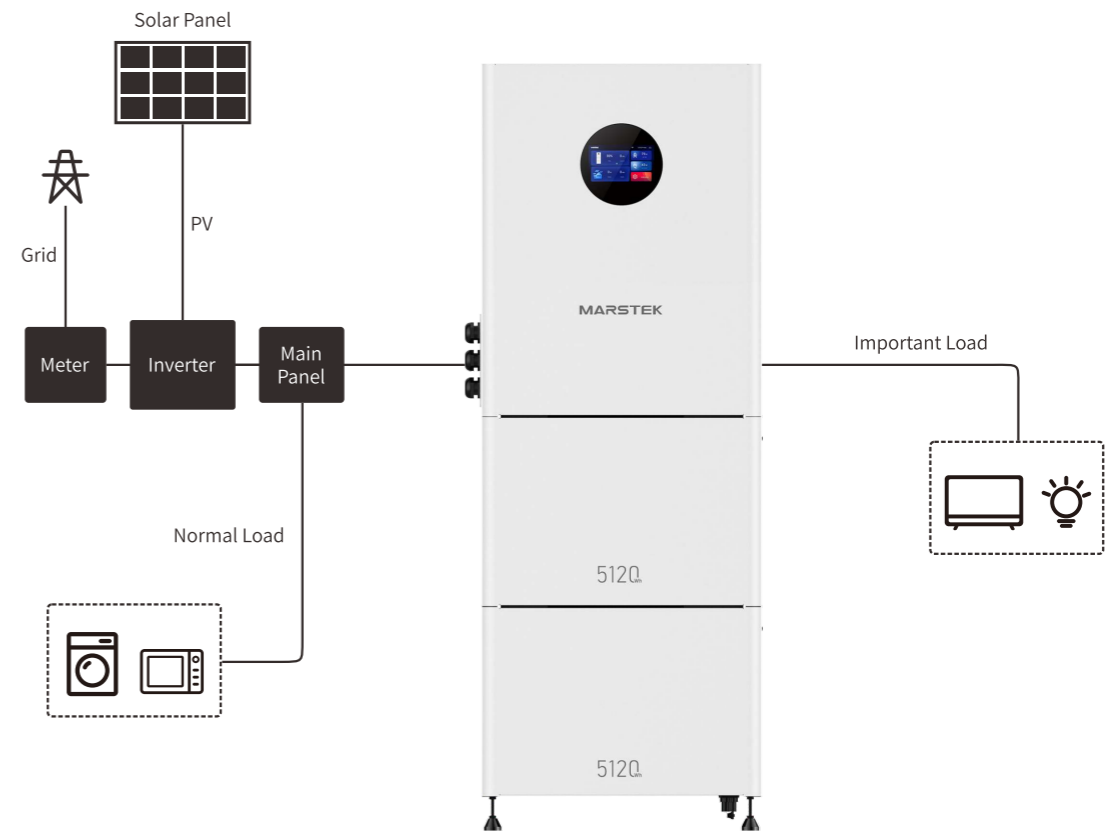 Solar Panel
PV
Grid
Meter
Inverter
Main
Panel
MARSTEK
Important Load
Normal Load
5120
5120